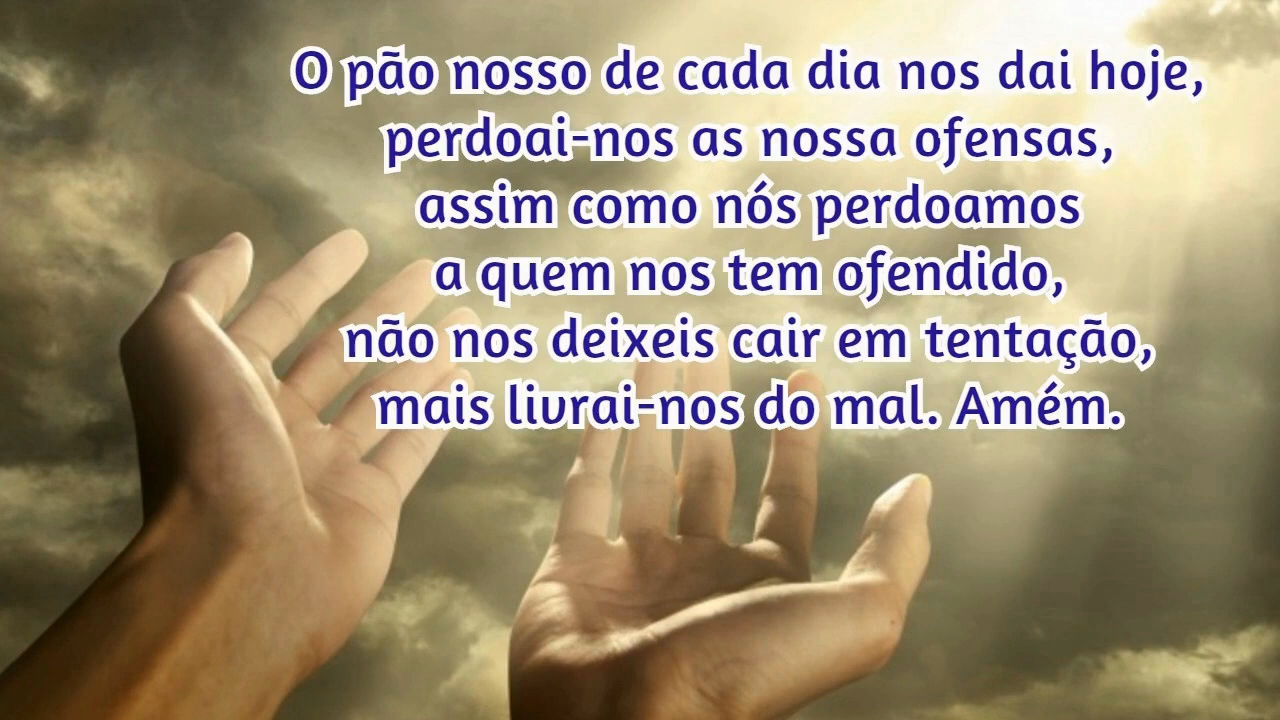 O pão nosso de cada dia nos dai hoje,
perdoai-nos as nossa ofensas,
assim como nós perdoamos
a quem nos tem ofendido,
não nos deixeis cair em tentação,
mais livrai-nos do mal. Amém.